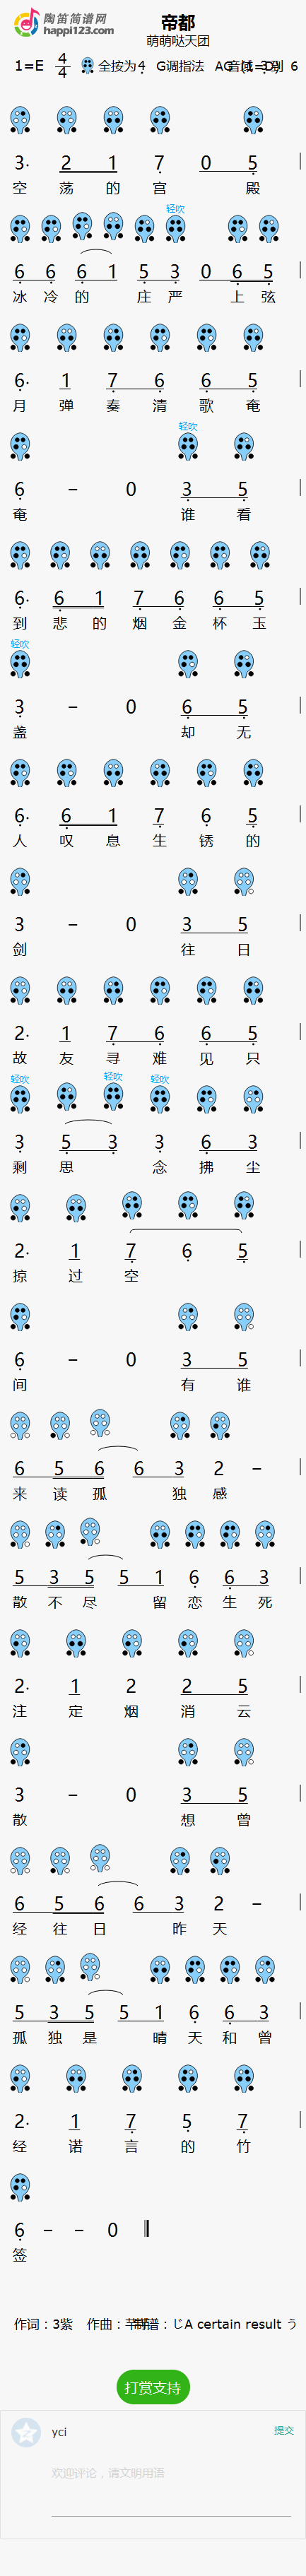 陶笛简谱网
happi123.com
帝都
萌萌哒天团
1=E 4/4 全按为4 G调指法 AG
3· 2 1 7 0 5
空 荡 的 宫 殿
轻吹
6 6 6 1 5 3 0 6 5
冰 冷 的 庄 严 上 弦
6· 1 7 6 6 5
月 弹 奏 清 歌 奄
轻吹
6 - 0 3 5
奄 谁 看
6· 6 1 7 6 6 5
到 悲 的 烟 金 杯 玉
轻吹
3 - 0 6 5
盏 却 无
6· 6 1 7 6 5
人 叹 息 生 锈 的
3 - 0 3 5
剑 往 日
2· 1 7 6 6 5
故 友 寻 难 见 只
轻吹 轻吹 轻吹
3 5 3 3 6 3
剩 思 念 拂 尘
2· 1 7 6 5
掠 过 空
6 - 0 3 5
间 有 谁
6 5 6 6 3 2 -
来 读 孤 独 感
5 3 5 5 1 6 6 3
散 不 尽 留 恋 生 死
2· 1 2 2 5
注 定 烟 消 云
3 - 0 3 5
散 想 曾
6 5 6 6 3 2 -
经 往 日 昨 天
5 3 5 5 1 6 6 3
孤 独 是 晴 天 和 曾
2· 1 7 5 7
经 诺 言 的 竹
6 - - 0
签
作词：3紫 作曲： 谱：じA certain result う
打赏支持
yci 提交
欢迎评论，请文明用语